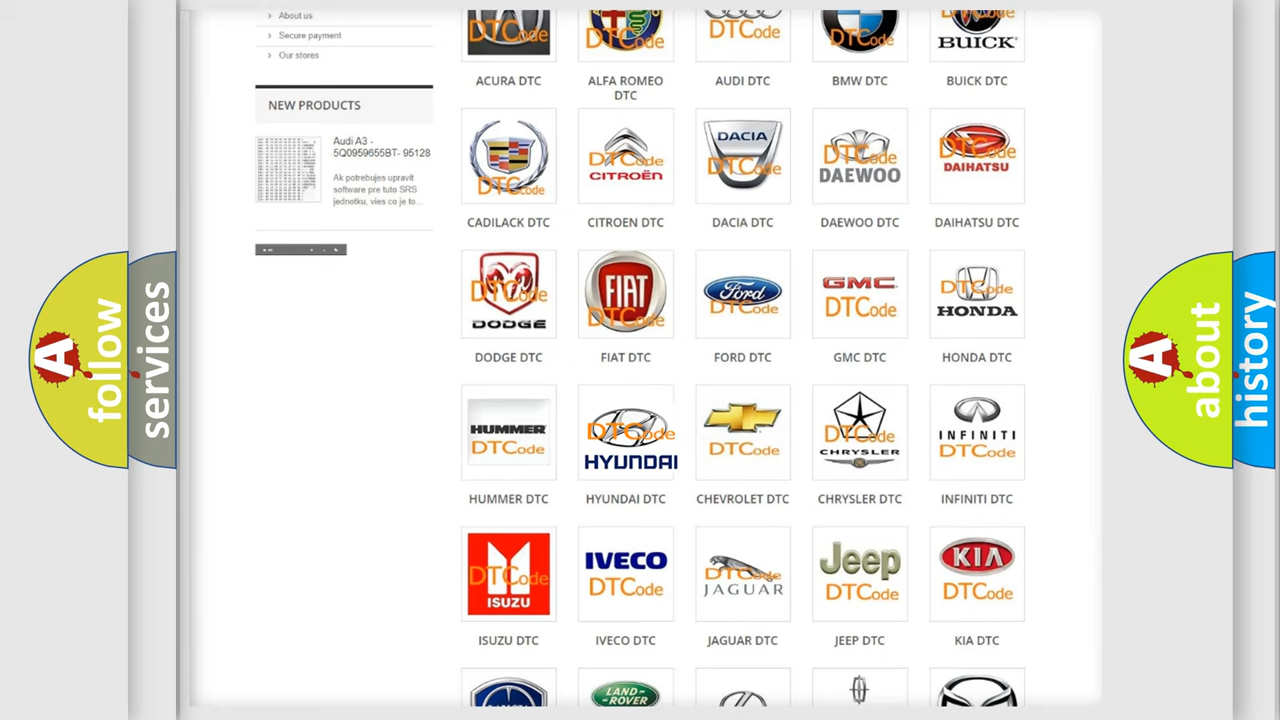 About us
Secure payment
Our stores
NEW PRODUCTS
Audi A3 -
5Q0959655BT- 95128
Ak potrebujes upravit
software pre tuto SRS
jednotku, vies co je to...
DTCode
DTCode
DTCode
DTCode
BUICK
ACURA DTC
ALFA ROMEO
DTC
AUDI DTC
BMW DTC
BUICK DTC
DTCode
DTCode
CITROËN
DACIA
DTCode
DTCode
DAEWOO
DTCode
DAIHATSU
CADILACK DTC
CITROEN DTC
DACIA DTC
DAEWOO DTC
DAIHATSU DTC
DTCode
DODGE
FIAT
DTCode
Ford
DTCode
GMC
DTCode
DTCode
HONDA
DODGE DTC
FIAT DTC
FORD DTC
GMC DTC
HONDA DTC
HUMMER
DTCode
DTCode
HYUNDAI
DTCode
DTCode
CHRYSLER
INFINITI
DTCode
HUMMER DTC
HYUNDAI DTC
CHEVROLET DTC
CHRYSLER DTC
INFINITI DTC
DTCode
ISUZU
IVECO
DTCode
DTCode
JAGUAR
Jeep
DTCode
KIA
DTCode
ISUZU DTC
IVECO DTC
JAGUAR DTC
JEEP DTC
KIA DTC
LAND-
ROVER
A
follow
services
A
about
history